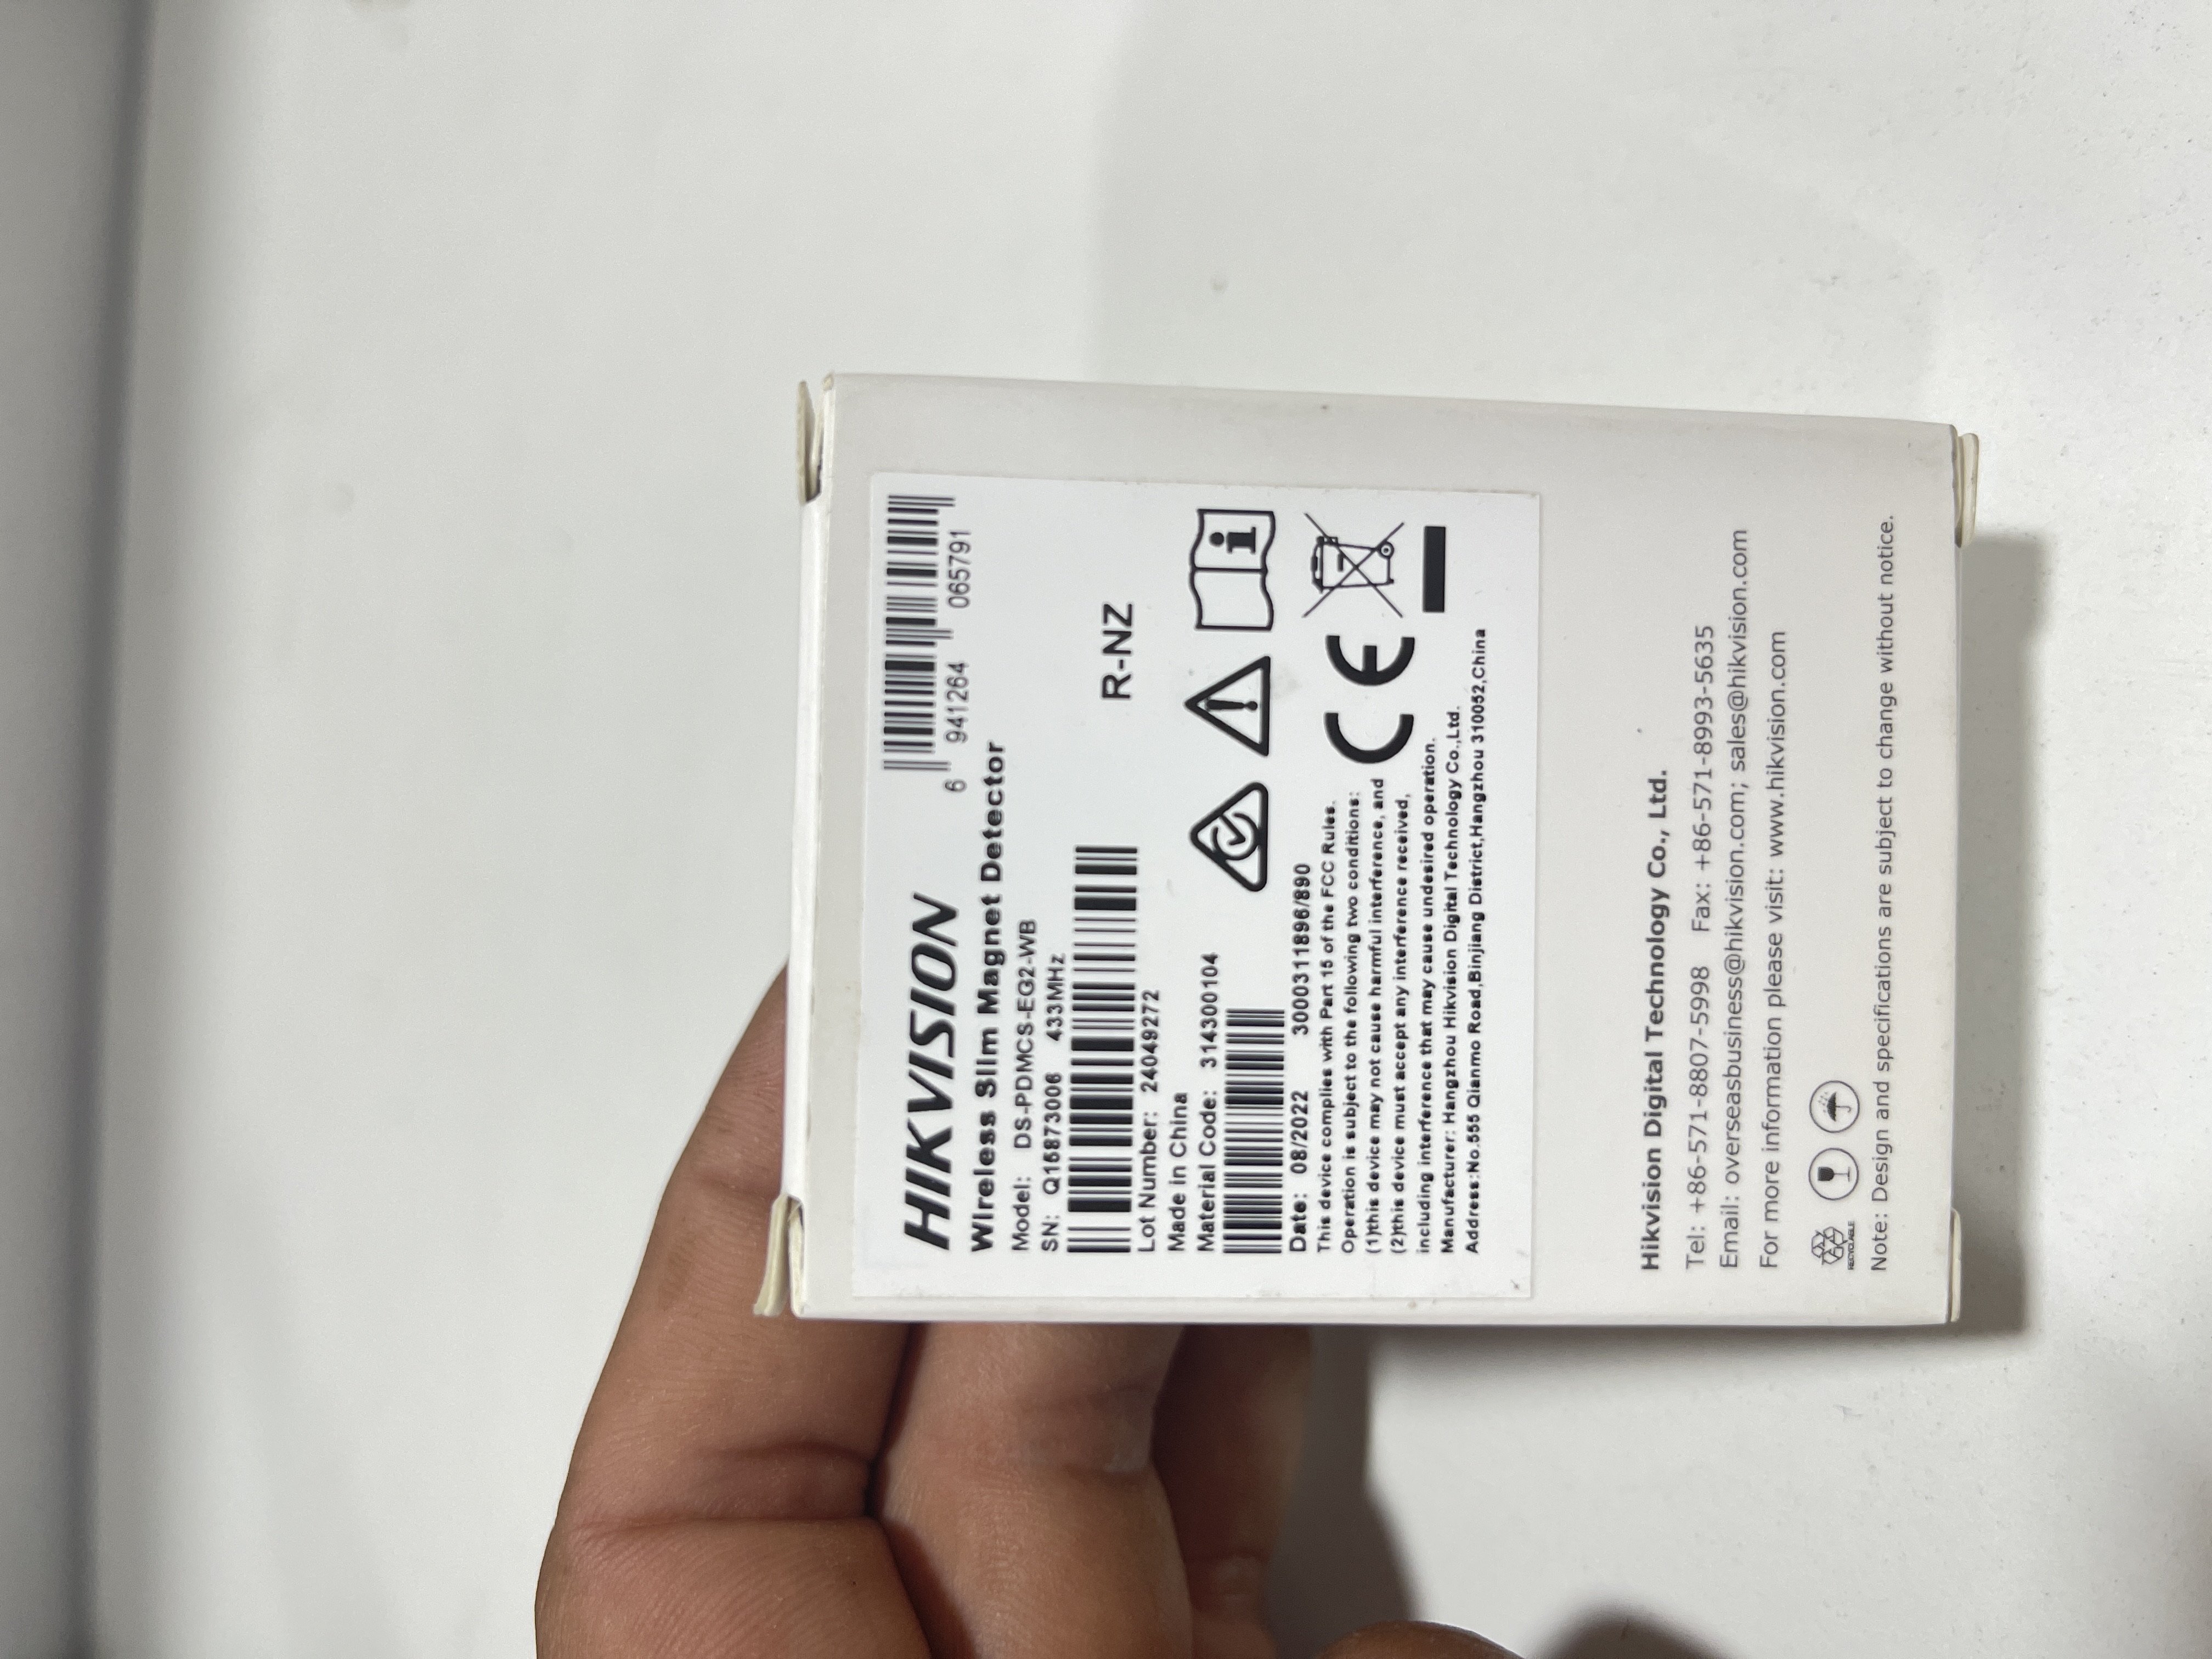 HIKVISION
6 941264 065791
Wireless Slim Magnet Detector
Model: DS-PDMCS-EG2-WB
SN: Q15873006 433MHz
R-NZ
Lot Number: 24049272
Made in China
Material Code: 314300104
Date: 08/2022 300031​1896/890
This device complies with Part 15 of the FCC Rules.
Operation is subject to the following two conditions:
(1)this device may not cause harmful interference, and
(2)this device must accept any interference received,
including interference that may cause undesired operation.
CE
Manufacturer: Hangzhou Hikvision Digital Technology Co.,Ltd.
Address:No.555 Qianmo Road,Binjiang District,Hangzhou 310052,China
Hikvision Digital Technology Co., Ltd.
Tel: +86-571-8807-5998 Fax: +86-571-8993-5635
Email: overseasbusiness@hikvision.com; sales@hikvision.com
For more information please visit: www.hikvision.com
RECYCLABLE
Note: Design and specifications are subject to change without notice.